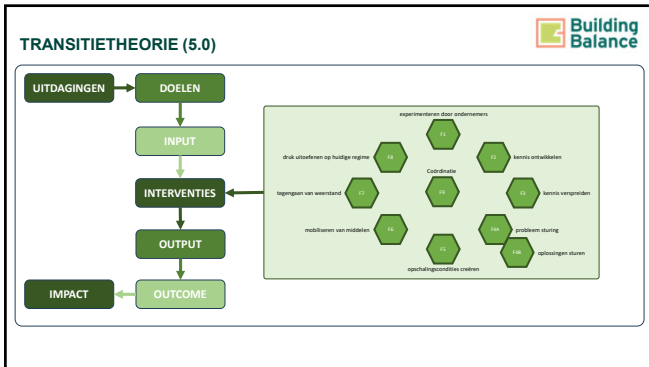 TRANSITIETHEORIE (5.0)
Building
Balance
UITDAGINGEN
DOELEN
INPUT
INTERVENTIES
OUTPUT
OUTCOME
IMPACT
experimenteren door ondernemers
F1
druk uitoefenen op huidige regime
F8
F2
kennis ontwikkelen
Coördinatie
tegengaan van weerstand
F7
F9
F3
kennis verspreiden
mobiliseren van middelen
F6
F4A
probleem sturing
F5
F4B
oplossingen sturen
opschalingscondities creëren